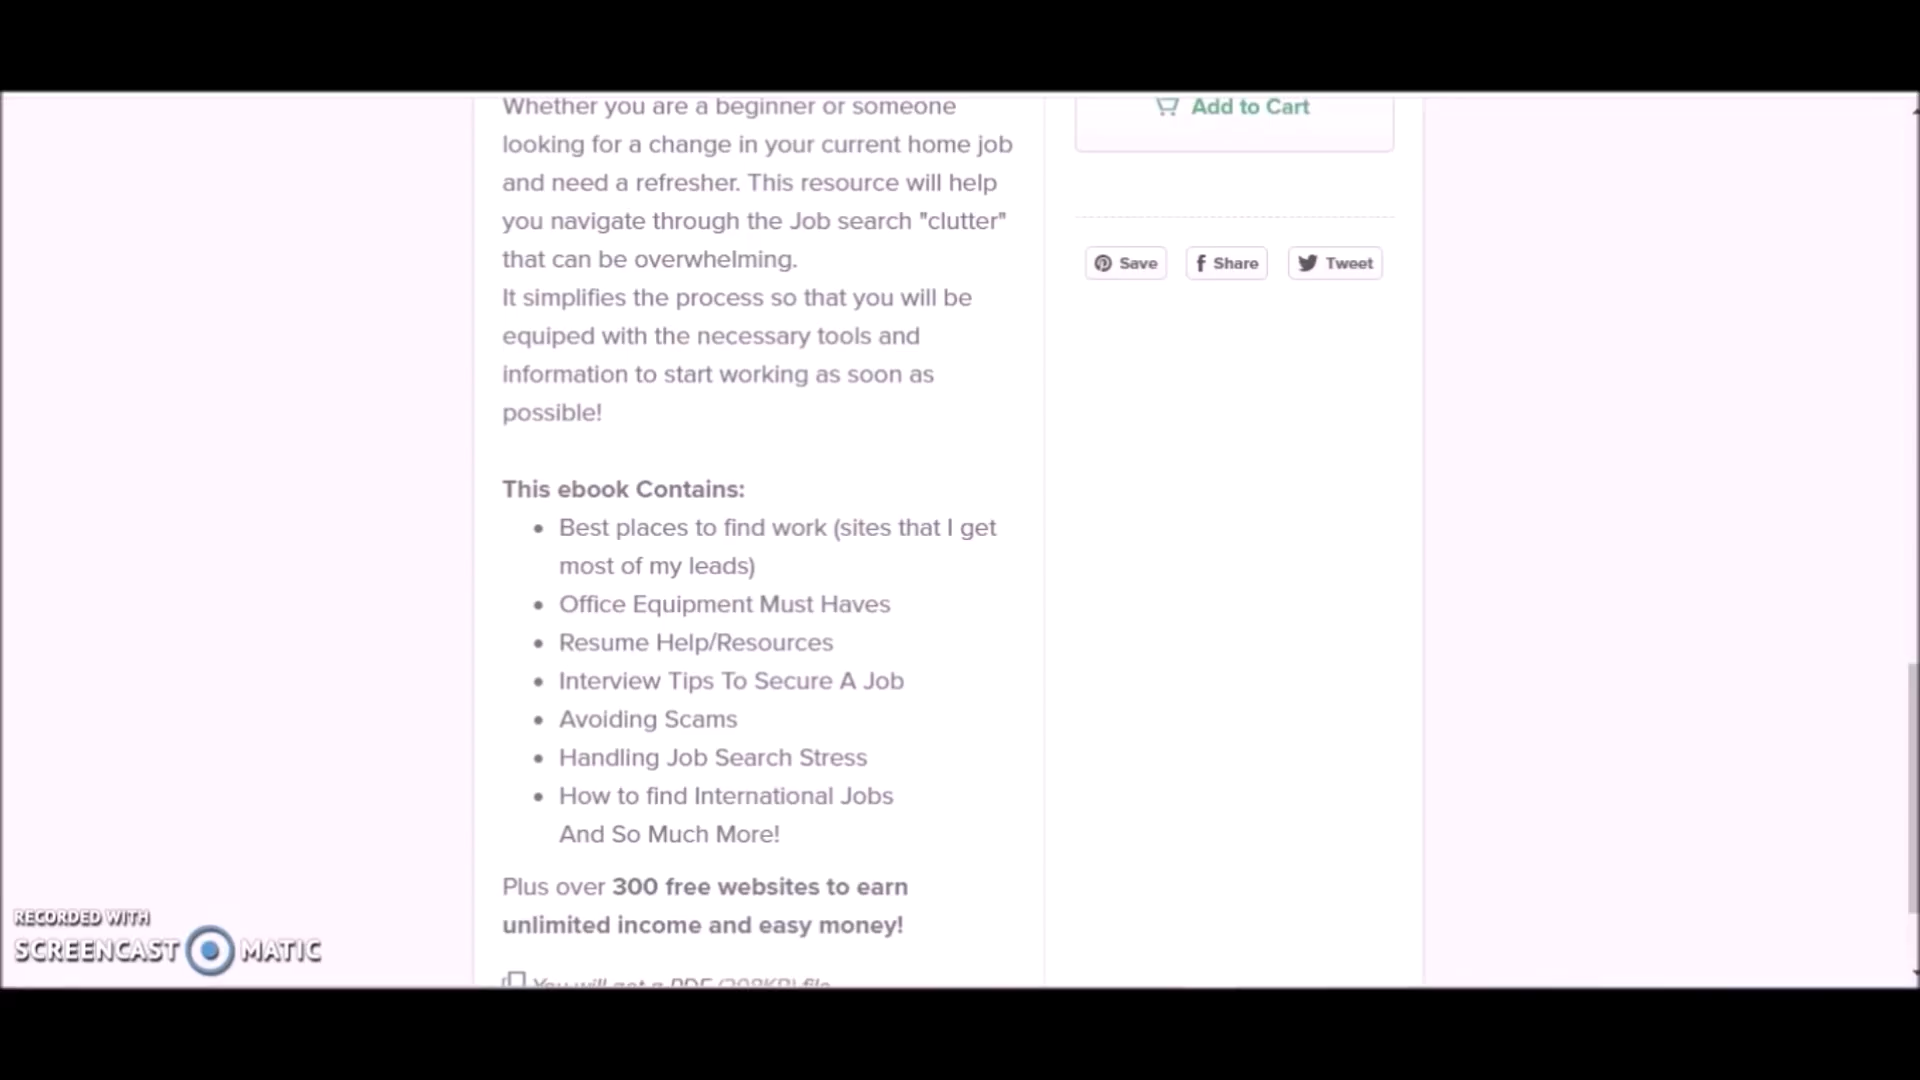 Whether you are a beginner or someone
looking for a change in your current home job
and need a refresher. This resource will help
you navigate through the Job search "clutter"
that can be overwhelming.
It simplifies the process so that you will be
equiped with the necessary tools and
information to start working as soon as
possible!
This ebook Contains:
Best places to find work (sites that I get
most of my leads)
Office Equipment Must Haves
Resume Help/Resources
Interview Tips To Secure A Job
Avoiding Scams
Handling Job Search Stress
How to find International Jobs
And So Much More!
Plus over 300 free websites to earn
unlimited income and easy money!
You will get a PDF (208KB) file
Add to Cart
Save Share Tweet
RECORDED WITH
SCREENCAST MATIC